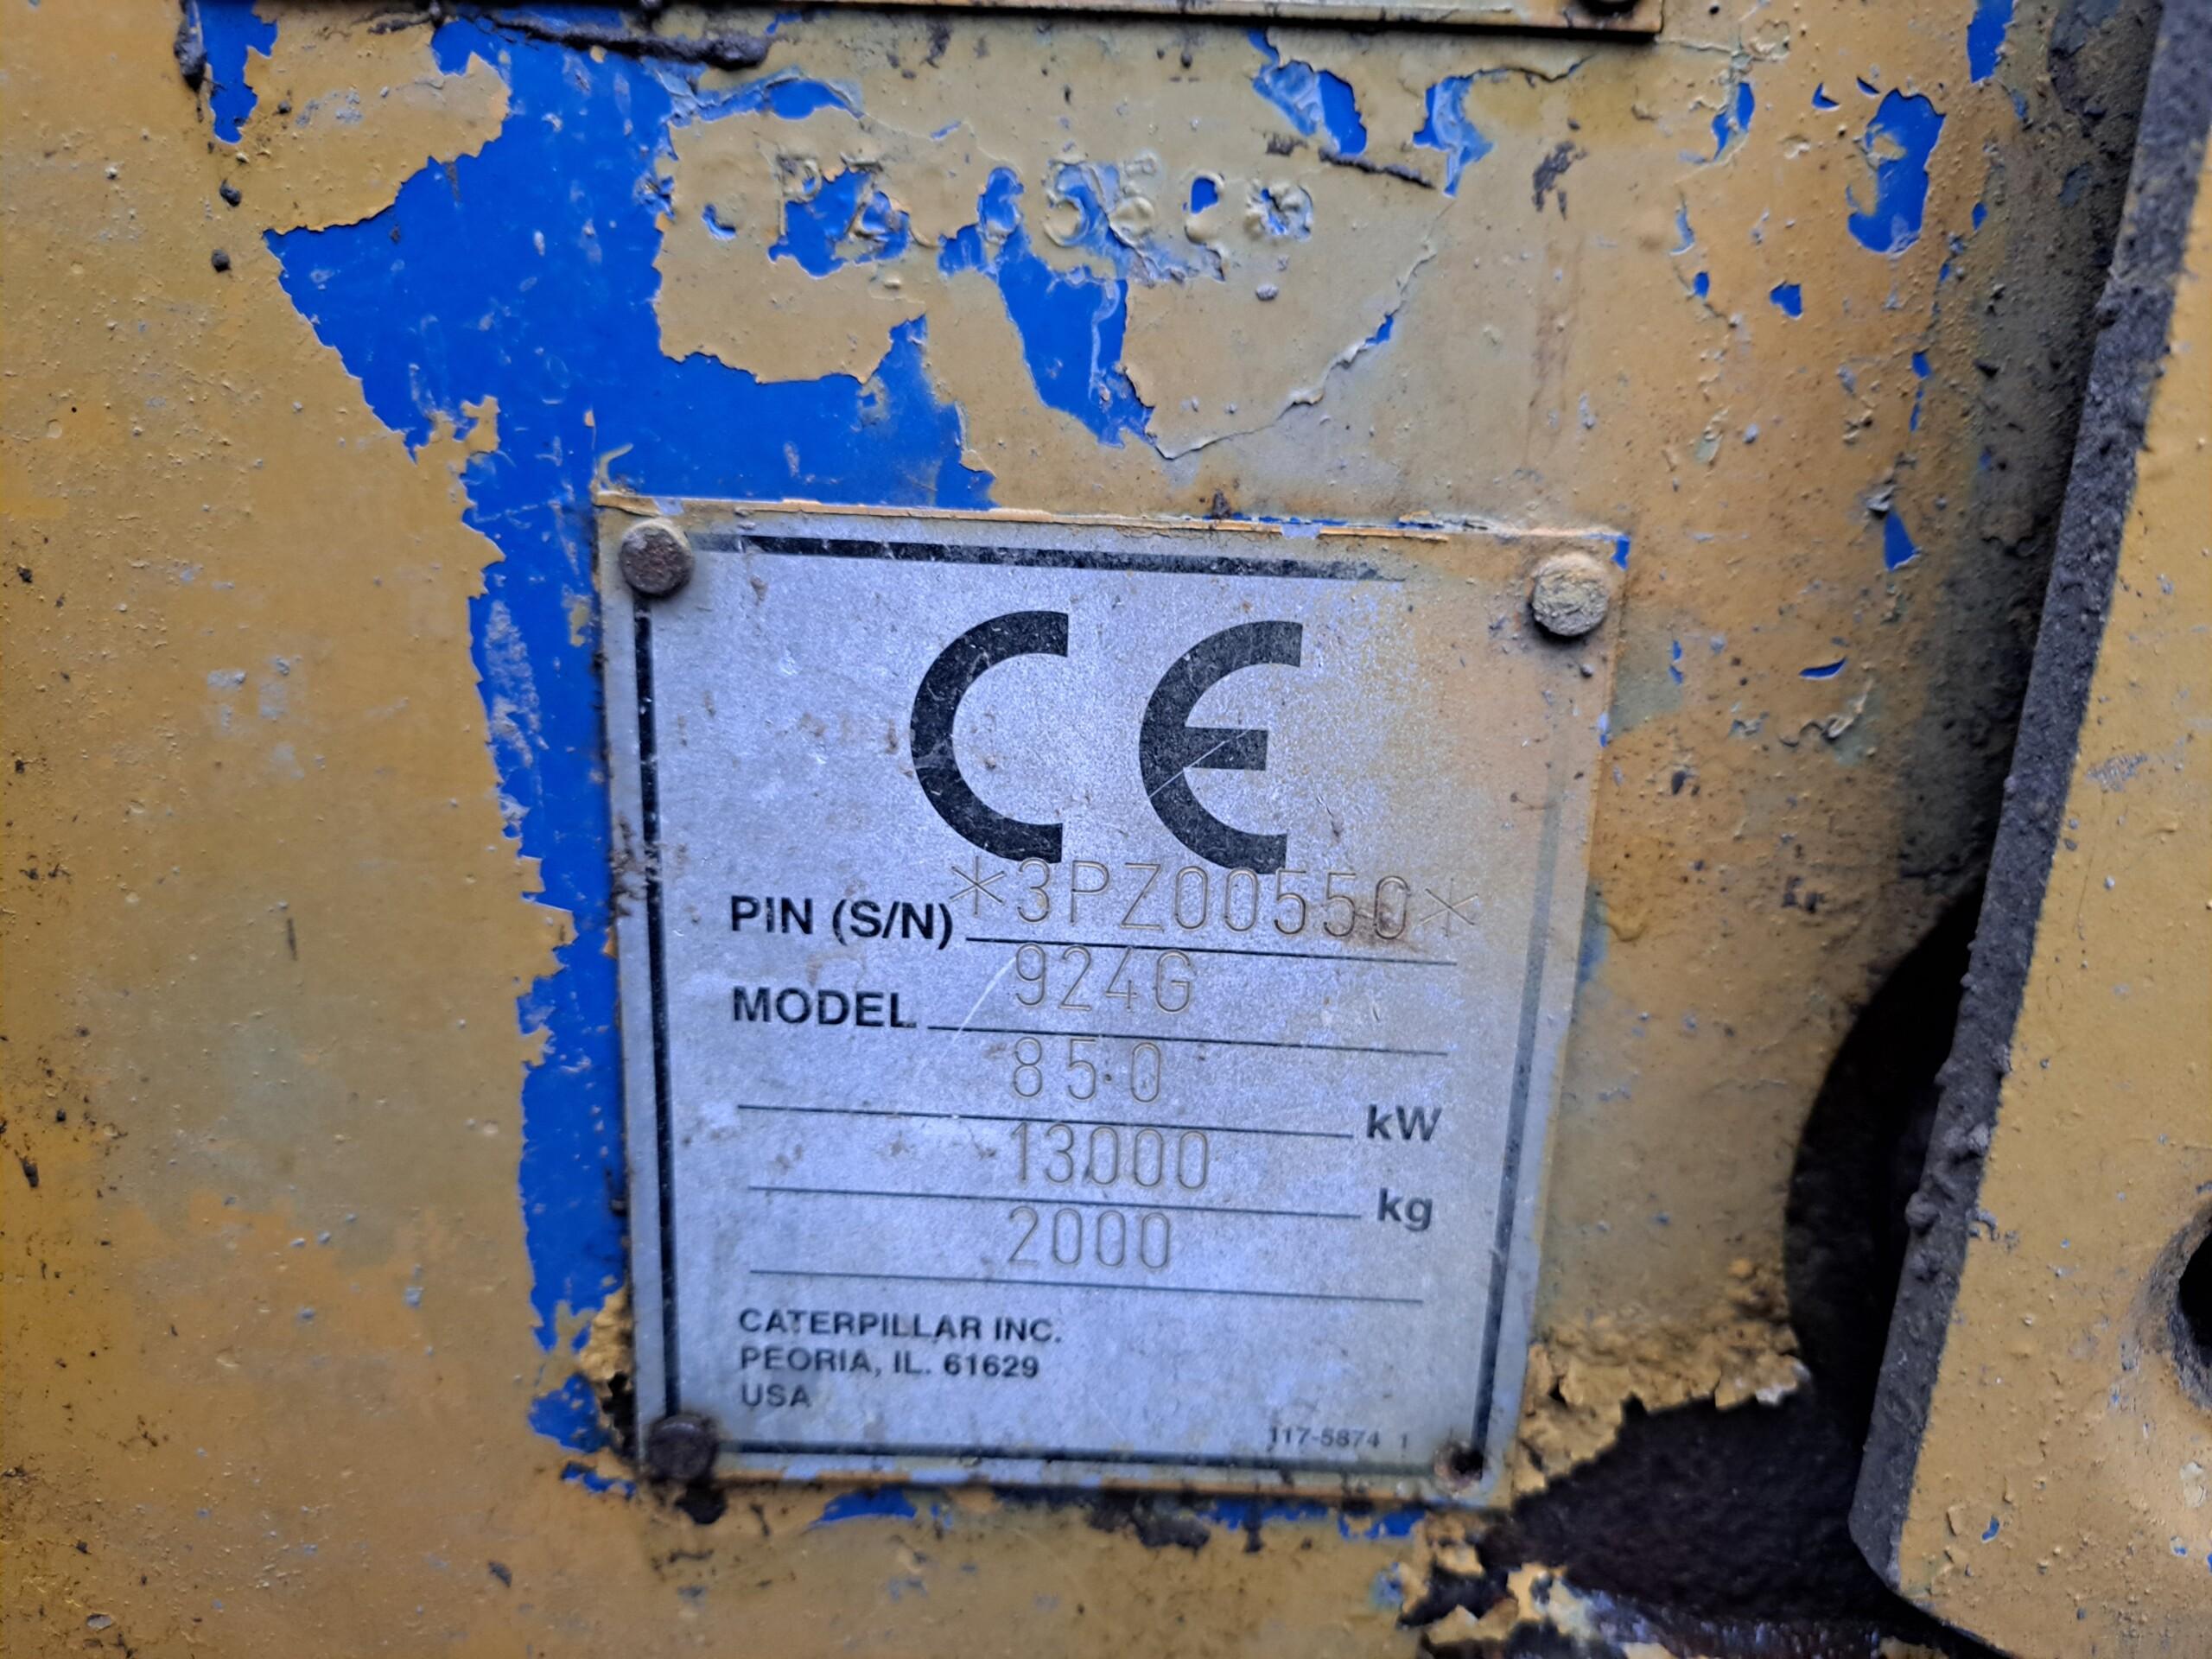 CE
PIN (S/N) *3PZ00550*
MODEL 924G
85.0 kW
13000 kg
2000
CATERPILLAR INC.
PEORIA, IL. 61629
USA
117-5874 1